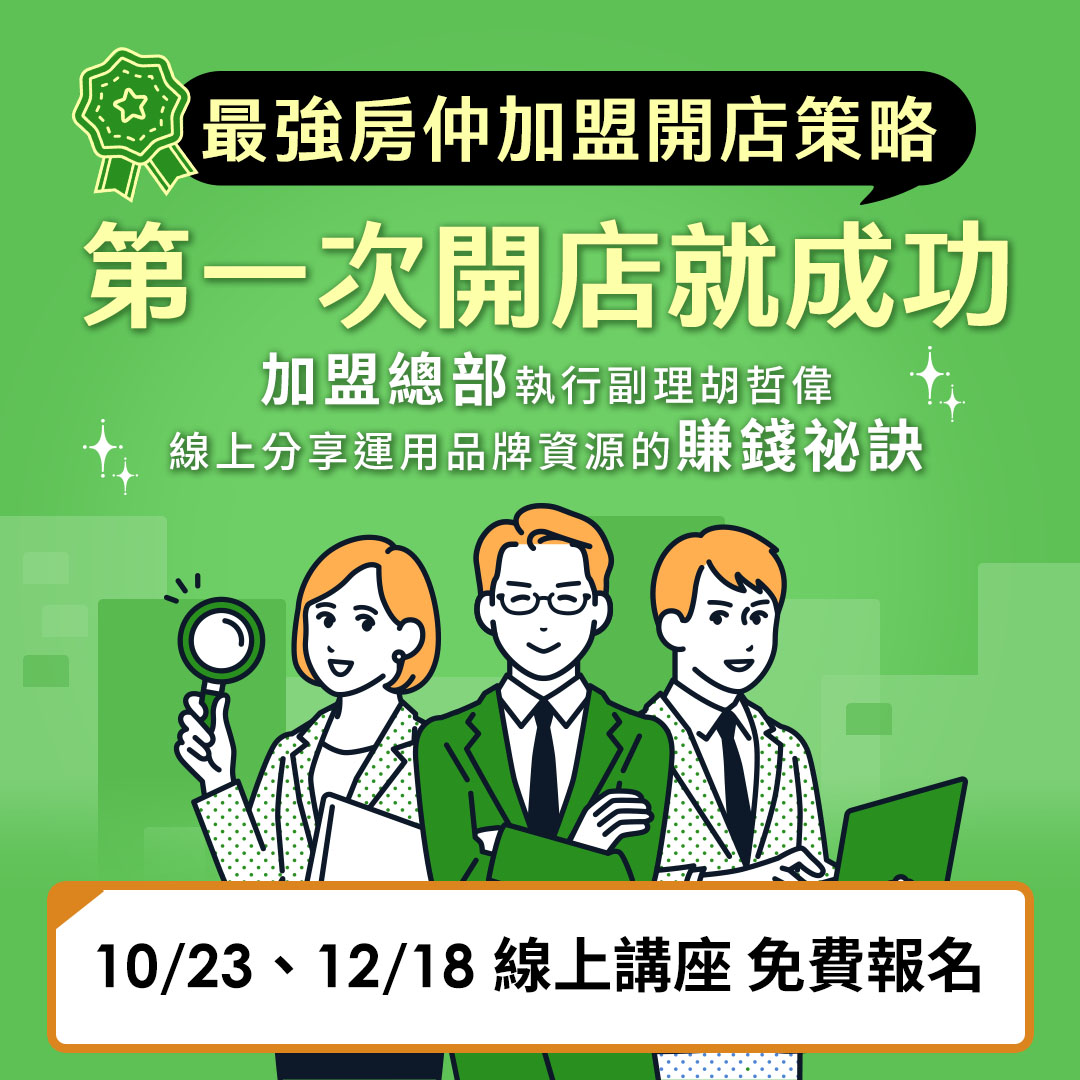 最強房仲加盟開店策略
第一次開店就成功
加盟總部執行副理胡哲偉
線上分享運用品牌資源的賺錢祕訣
10/23、12/18 線上講座 免費報名